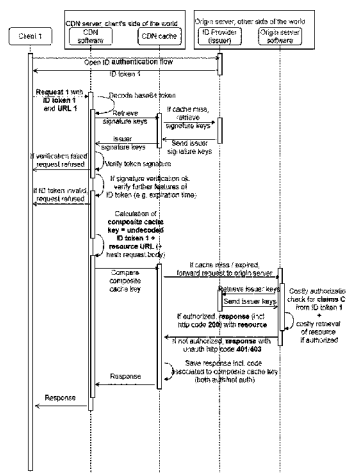 CDN server, client's side of the world
Origin server, other side of the world
Client 1
CDN
software
CDN cache
ID Provider
(issuer)
Origin server
software
Open ID authentication flow
ID token 1
Request 1 with
ID token 1
and URL 1
Decode base64 token
Retrieve
signature keys
If cache miss,
retrieve
signature keys
Issuer
signature keys
Send issuer
signature keys
If verification failed
request refused
Verify token signature
If signature verification ok,
verify further features of
ID token (e.g. expiration time)
If ID token invalid,
request refused
Calculation of
composite cache
key = undecoded
ID token 1 +
resource URL (+
hash request body)
Compare
composite
cache key
If cache miss / expired,
forward request to origin server
Retrieve issuer keys
Send issuer keys
Costly authorization
check for claims C
from ID token 1
+
costly retrieval
of resource
if authorized
If authorized, response (incl
http code 200) with resource
If not authorized, response with
unauth http code 401/403
Save response incl. code
associated to composite cache key
(both auth/not auth)
Response
Response